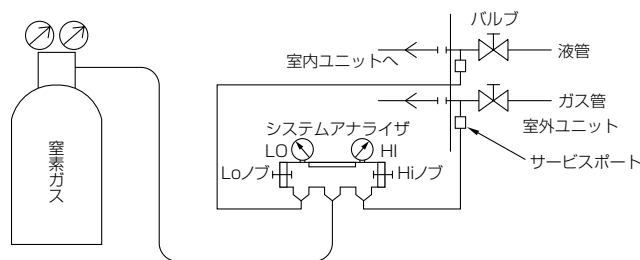 バルブ
液管
室内ユニットへ
ガス管
室外ユニット
サービスポート
システムアナライザ
LO
HI
Loノブ
Hiノブ
窒素ガス